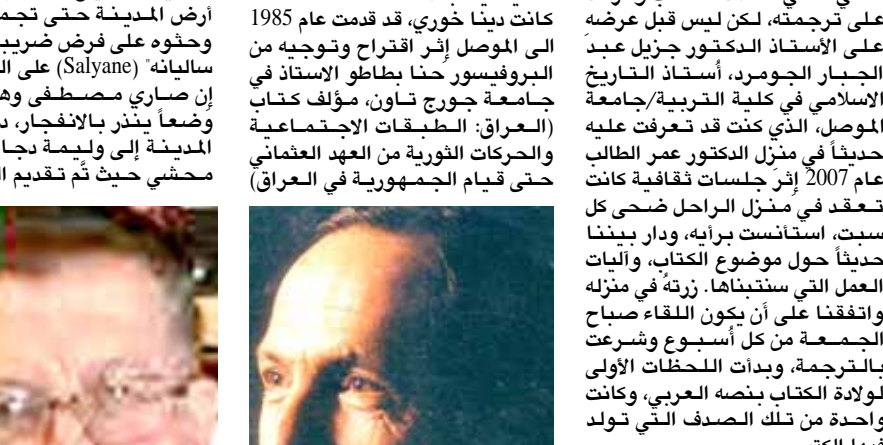 على ترجمته، لكن ليس قبل عرضه
على الأستاذ الدكتور جزيل عبد
الجبار الجومرد، أستاذ التاريخ
الاسلامي في كلية التربية/جامعة
الموصل، الذي كنت قد تعرفت عليه
حديثاً في منزل الدكتور عمر الطالب
عام 2007 إثرَ جلسات ثقافية كانت
تعقد في منزل الراحل ضحى كل
سبت، استأنست برأيه، ودار بيننا
حديثاً حول موضوع الكتاب، وآليات
العمل التي سنتبناها. زرتهُ في منزله
واتفقنا على أن يكون اللقاء صباح
الجمعة من كل أسبوع وشرعت
بالترجمة، وبدأت اللحظات الأولى
لولادة الكتاب بنصه العربي، وكانت
واحدة من تلك الصدف التي تولد
كانت دينا خوري، قد قدمت عام 1985
الى الموصل إثر اقتراح وتوجيه من
البروفيسور حنا بطاطو الاستاذ في
جامعة جورج تاون، مؤلف كتاب
(العراق: الطبقات الاجتماعية
والحركات الثورية من العهد العثماني
حتى قيام الجمهورية في العراق)
أرض المدينة حتى
وحثوه على فرض
ساليانه" (Salyane) على
إن صاري مصطفى
وضعاً ينذر بالانفجار،
المدينة إلى وليمة
محشي حيث تُم تقديم